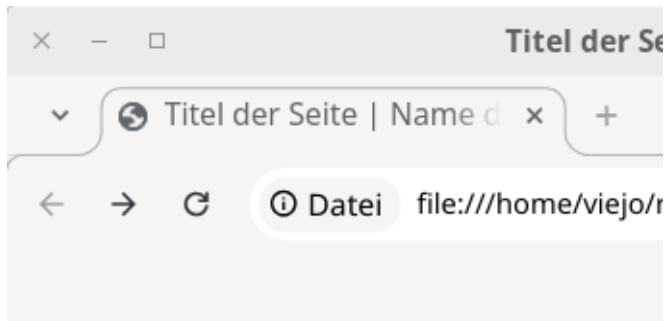 Titel der Se
Titel der Seite | Name d
Datei file:///home/viejo/r